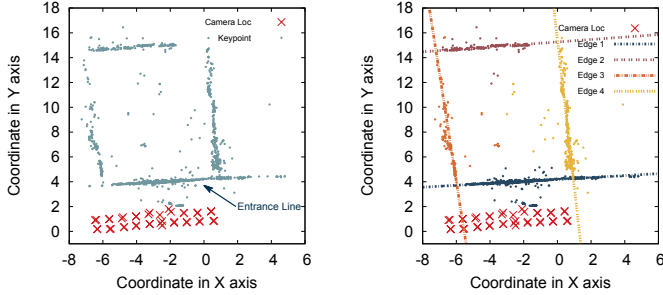 18
16
14
12
10
8
6
4
2
0
Coordinate in Y axis
Camera Loc
Keypoint
Entrance Line
-8 -6 -4 -2 0 2 4 6
Coordinate in X axis
18
16
14
12
10
8
6
4
2
0
Coordinate in Y axis
Camera Loc
Edge 1
Edge 2
Edge 3
Edge 4
-8 -6 -4 -2 0 2 4 6
Coordinate in X axis